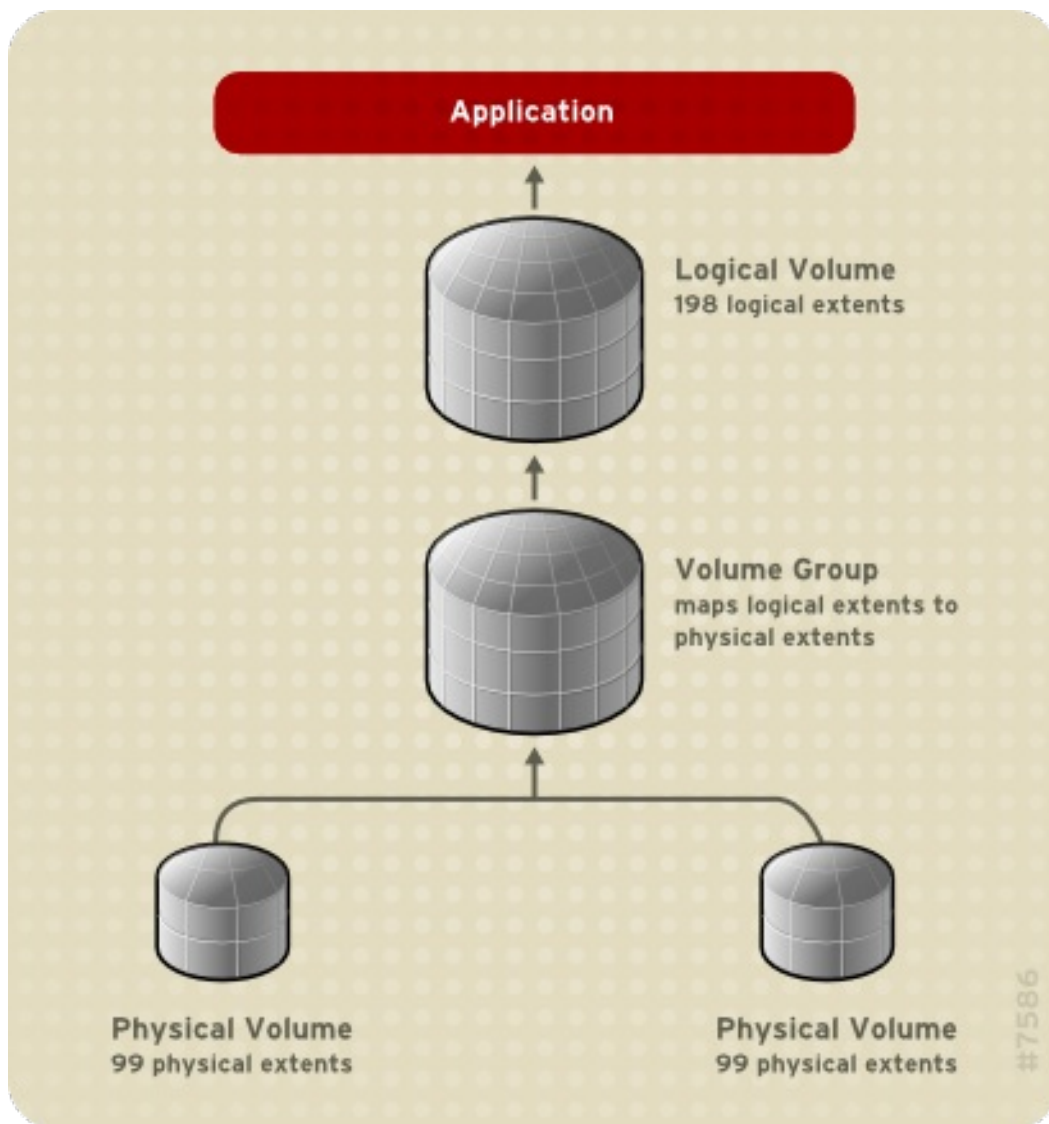 Application
Logical Volume
198 logical extents
Volume Group
maps logical extents to
physical extents
Physical Volume
99 physical extents
Physical Volume
99 physical extents
#7586